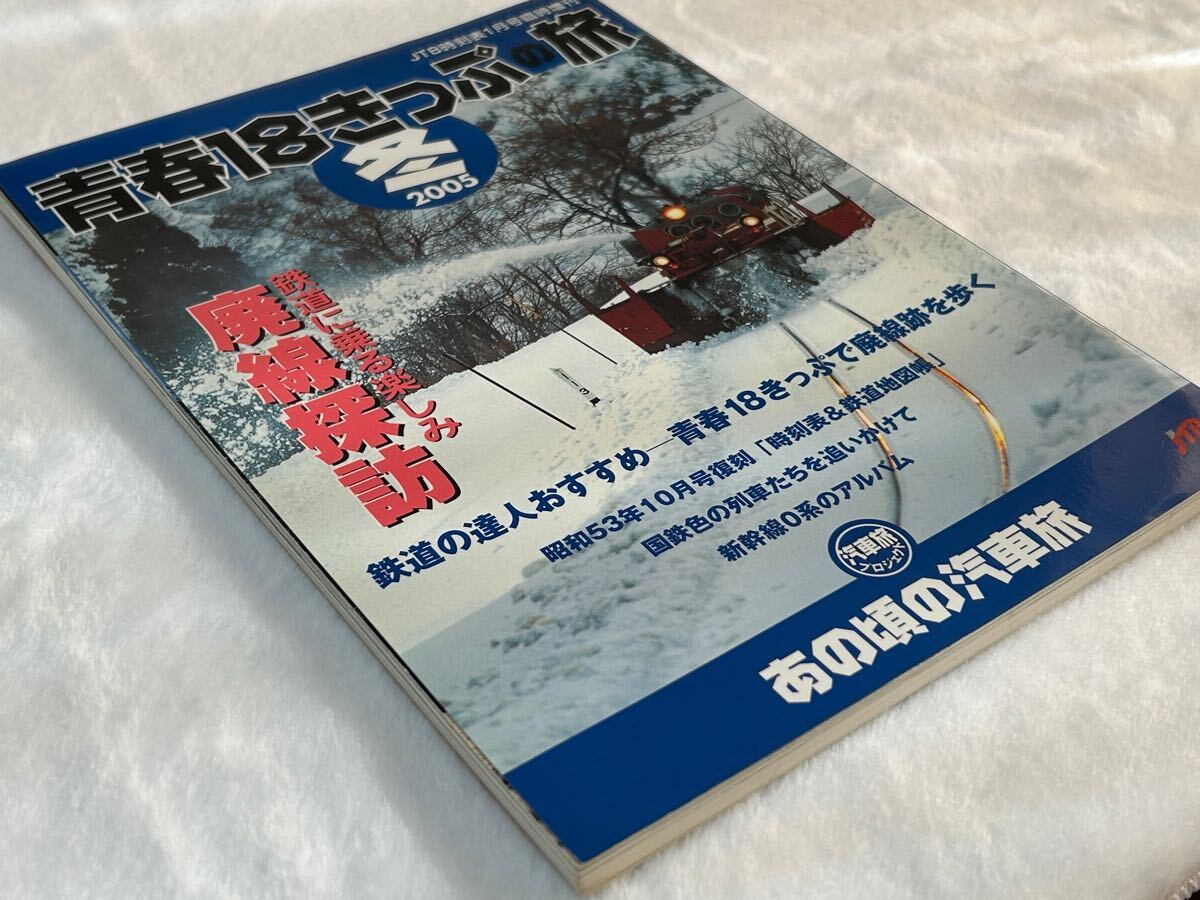 JTB時刻表1月号臨時増刊
青春18きっぷの旅
冬
2005
鉄道に乗る楽しみ
廃線探訪
鉄道の達人おすすめ―青春18きっぷで廃線跡を歩く
昭和53年10月号復刻「時刻表&鉄道地図帳」
国鉄色の列車たちを追いかけて
新幹線0系のアルバム
汽車旅
プロジェクト
あの頃の汽車旅
JTB